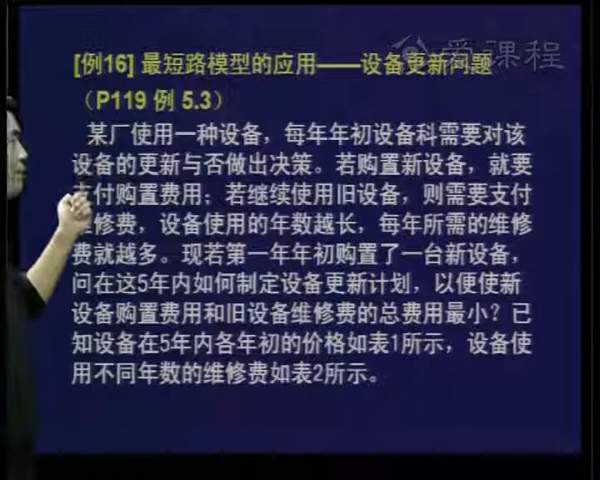 爱课程
[例16] 最短路模型的应用——设备更新问题
（P119 例 5.3）
某厂使用一种设备，每年年初设备科需要对该
设备的更新与否做出决策。若购置新设备，就要
支付购置费用；若继续使用旧设备，则需要支付
维修费，设备使用的年数越长，每年所需的维修
费就越多。现若第一年年初购置了一台新设备，
问在这5年内如何制定设备更新计划，以便使新
设备购置费用和旧设备维修费的总费用最小？已
知设备在5年内各年初的价格如表1所示，设备使
用不同年数的维修费如表2所示。